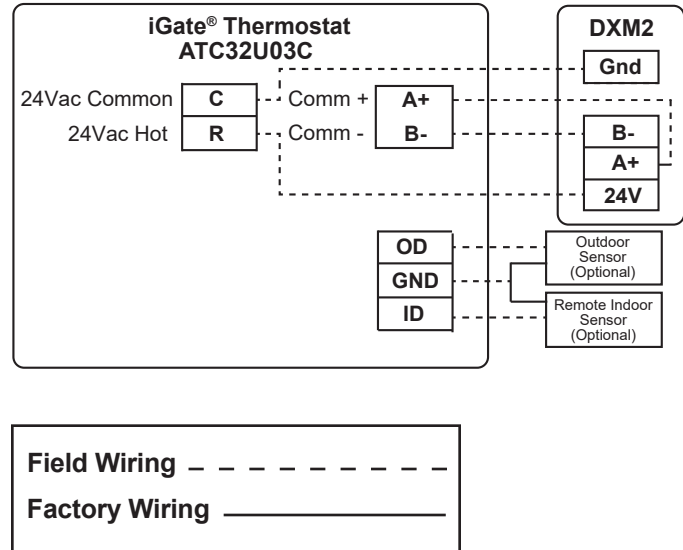 iGate® Thermostat
ATC32U03C
DXM2
Gnd
24Vac Common
C
Comm +
A+
24Vac Hot
R
Comm -
B-
B-
A+
24V
OD
GND
ID
Outdoor
Sensor
(Optional)
Remote Indoor
Sensor
(Optional)
Field Wiring
Factory Wiring